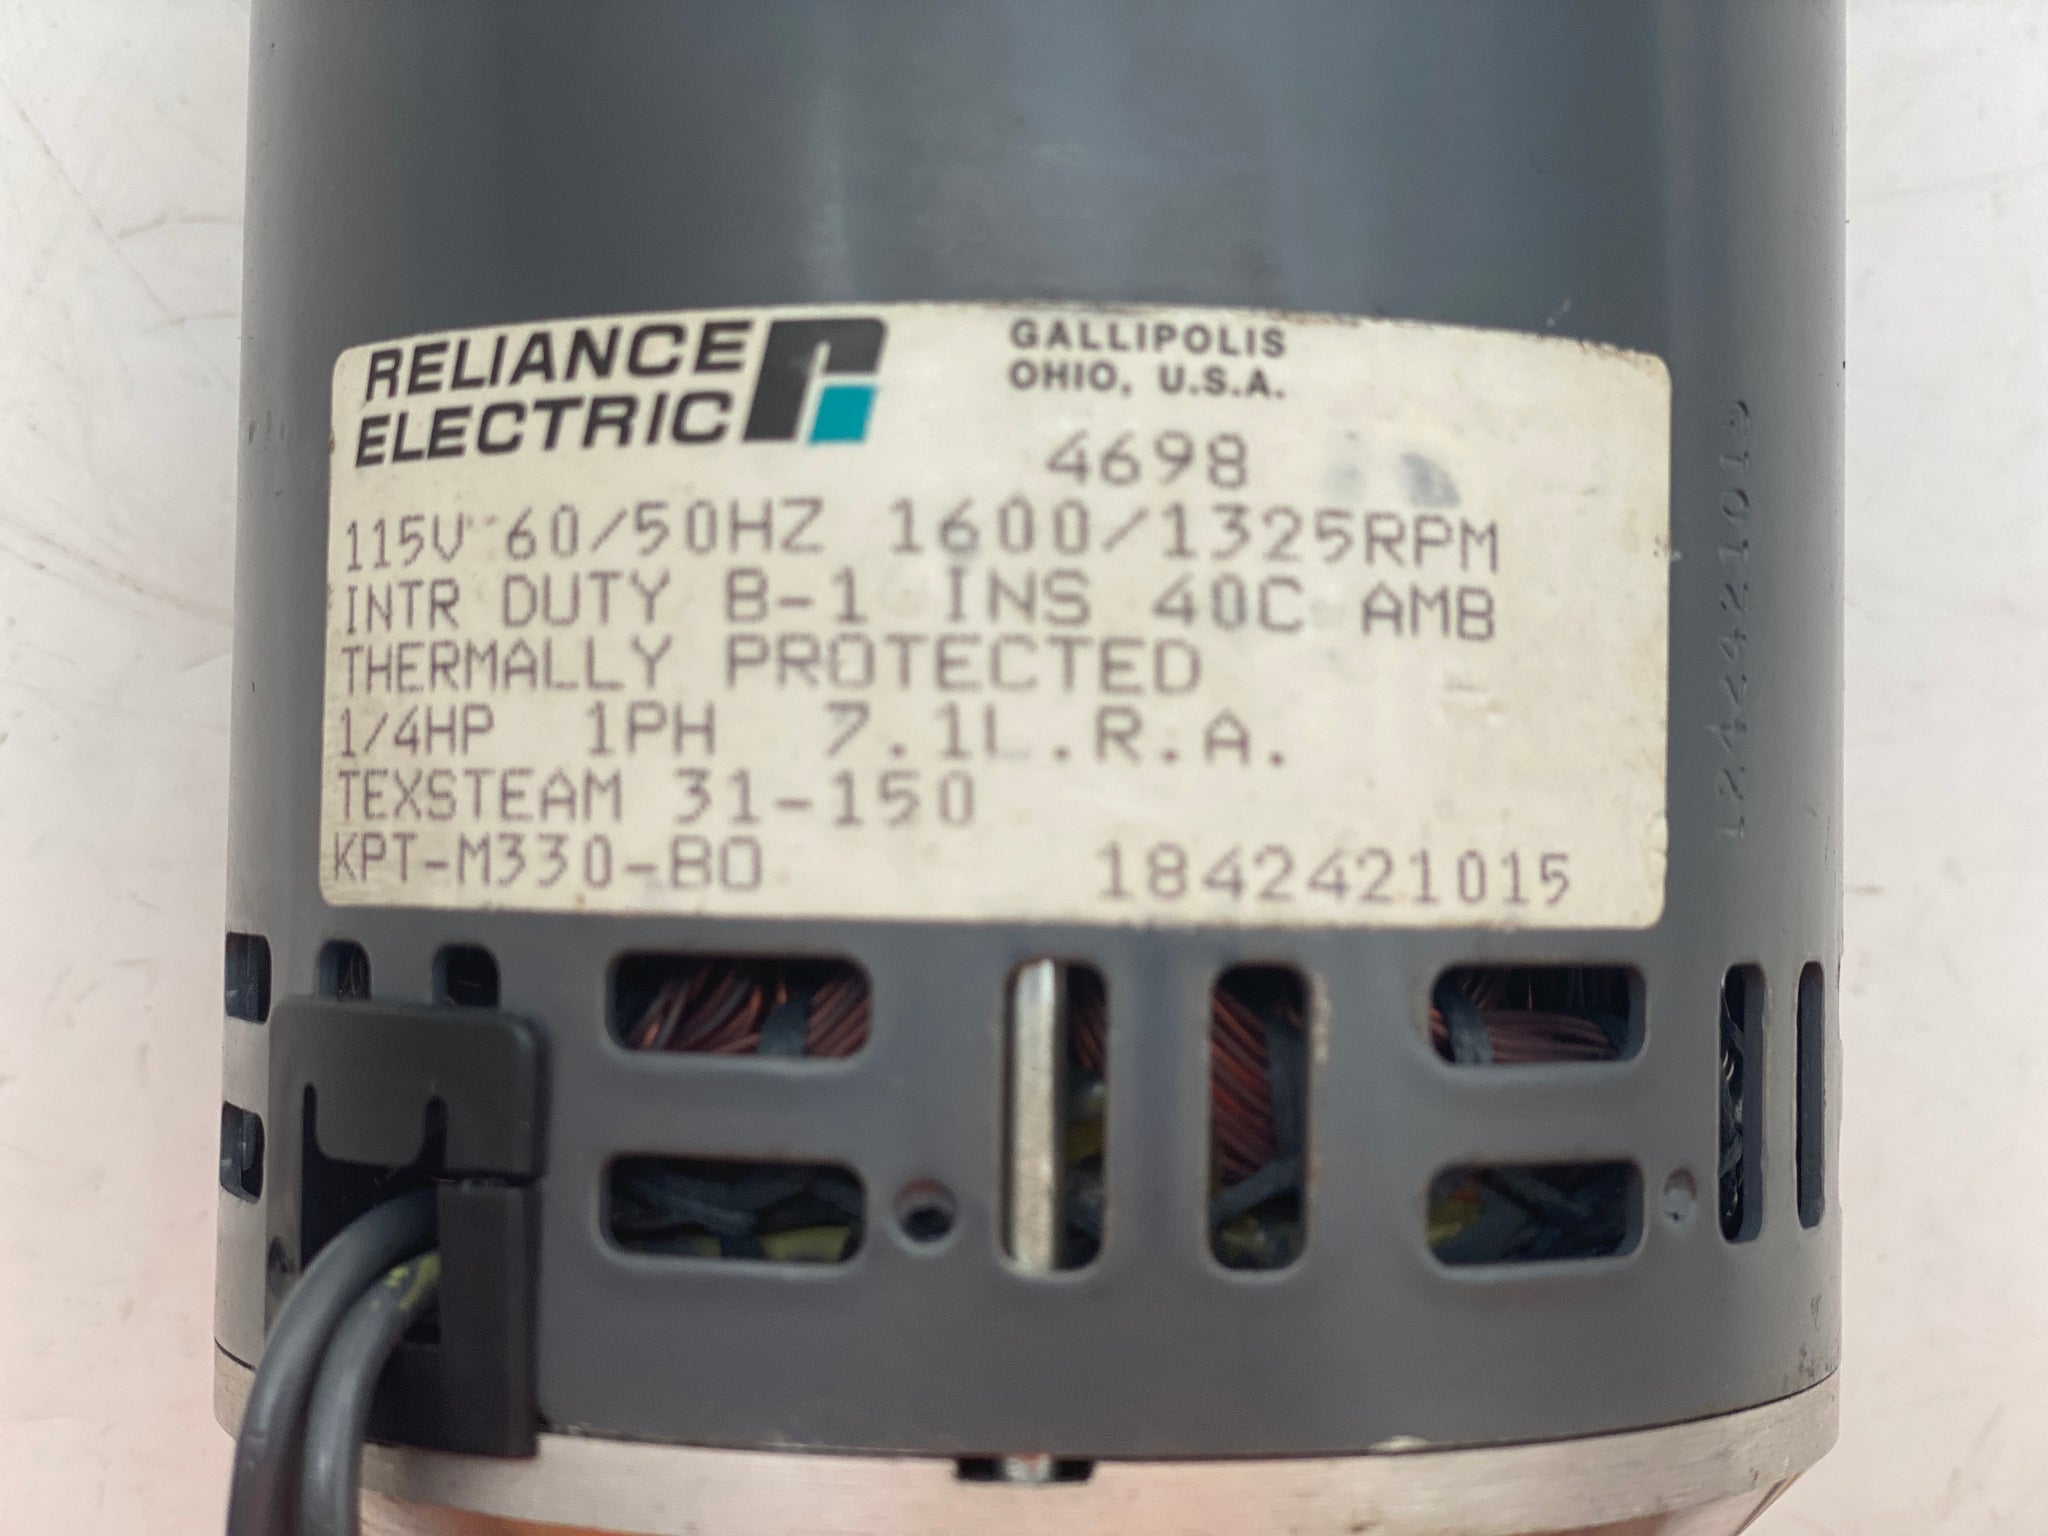 RELIANCE
ELECTRIC
GALLIPOLIS
OHIO, U.S.A.
4698
115V 60/50HZ 1600/1325RPM
INTR DUTY B-1 INS 40C AMB
THERMALLY PROTECTED
1/4HP 1PH 7.1L.R.A.
TEXSTEAM 31-150
KPT-M330-BO 1842421015